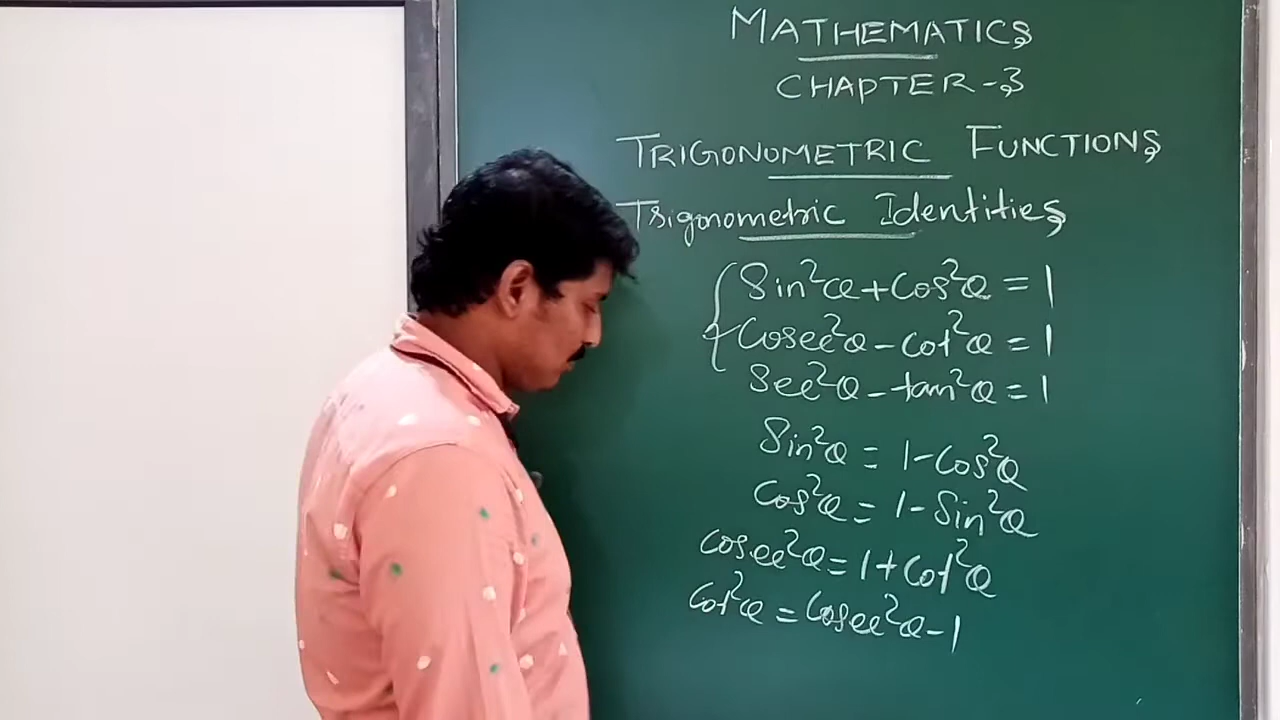 MATHEMATICS
CHAPTER-3
TRIGONOMETRIC FUNCTIONS
Trigonometric Identities
Sin²θ+Cos²θ = 1
Cosec²θ - cot²θ = 1
Sec²θ - tan²θ = 1
Sin²θ = 1-Cos²θ
Cos²θ = 1-Sin²θ
Cosec²θ = 1+Cot²θ
Cot²θ = Cosec²θ-1